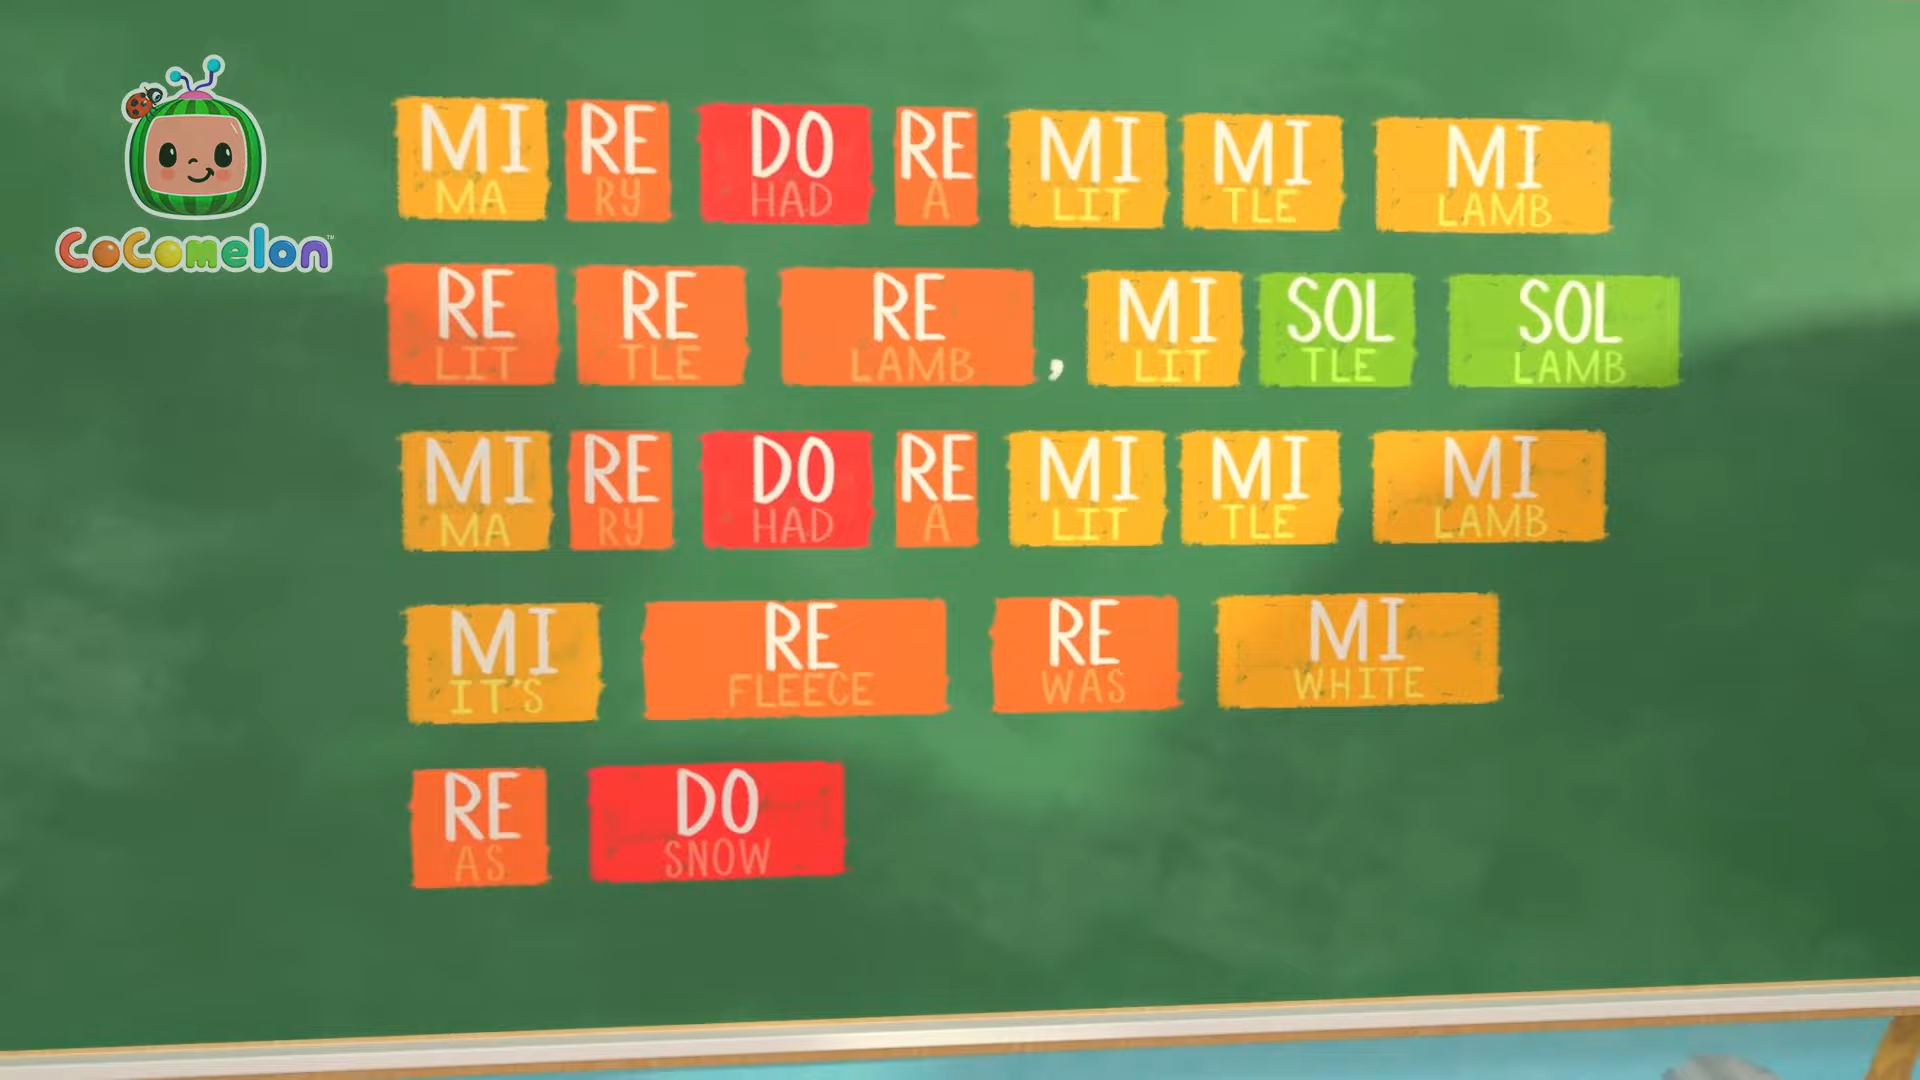 CoComelon™
MI RE DO RE MI MI MI
MA RY HAD A LIT TLE LAMB
RE RE RE , MI SOL SOL
LIT TLE LAMB LIT TLE LAMB
MI RE DO RE MI MI MI
MA RY HAD A LIT TLE LAMB
MI RE RE MI
IT'S FLEECE WAS WHITE
RE DO
AS SNOW